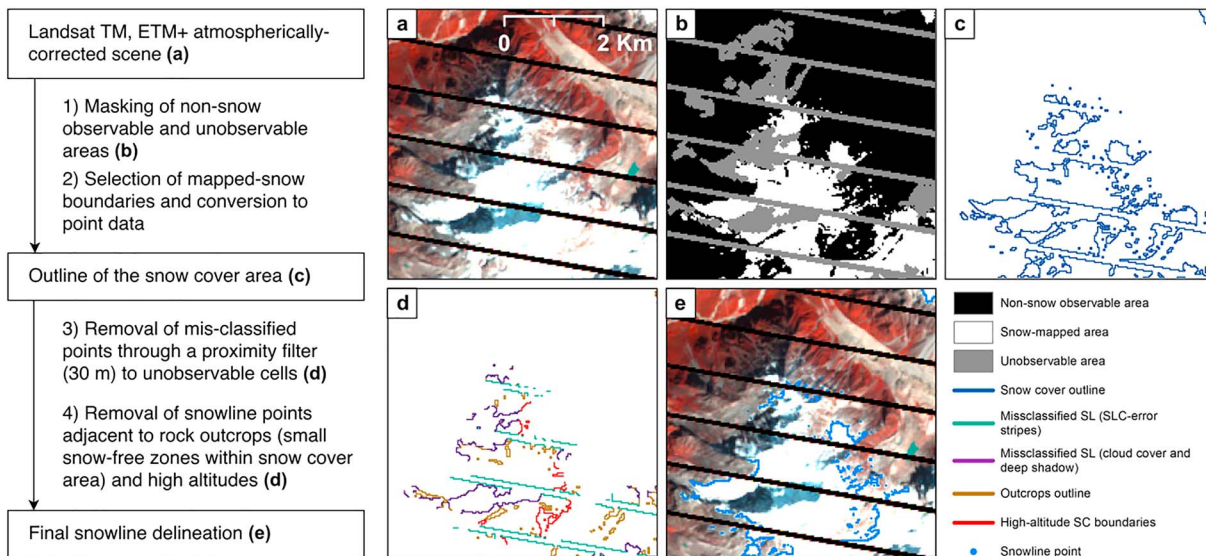 Landsat TM, ETM+ atmospherically-
corrected scene (a)
1) Masking of non-snow
observable and unobservable
areas (b)
2) Selection of mapped-snow
boundaries and conversion to
point data
Outline of the snow cover area (c)
3) Removal of mis-classified
points through a proximity filter
(30 m) to unobservable cells (d)
4) Removal of snowline points
adjacent to rock outcrops (small
snow-free zones within snow cover
area) and high altitudes (d)
Final snowline delineation (e)
a
0 2 Km
b
c
d
e
Non-snow observable area
Snow-mapped area
Unobservable area
Snow cover outline
Missclassified SL (SLC-error
stripes)
Missclassified SL (cloud cover and
deep shadow)
Outcrops outline
High-altitude SC boundaries
Snowline point